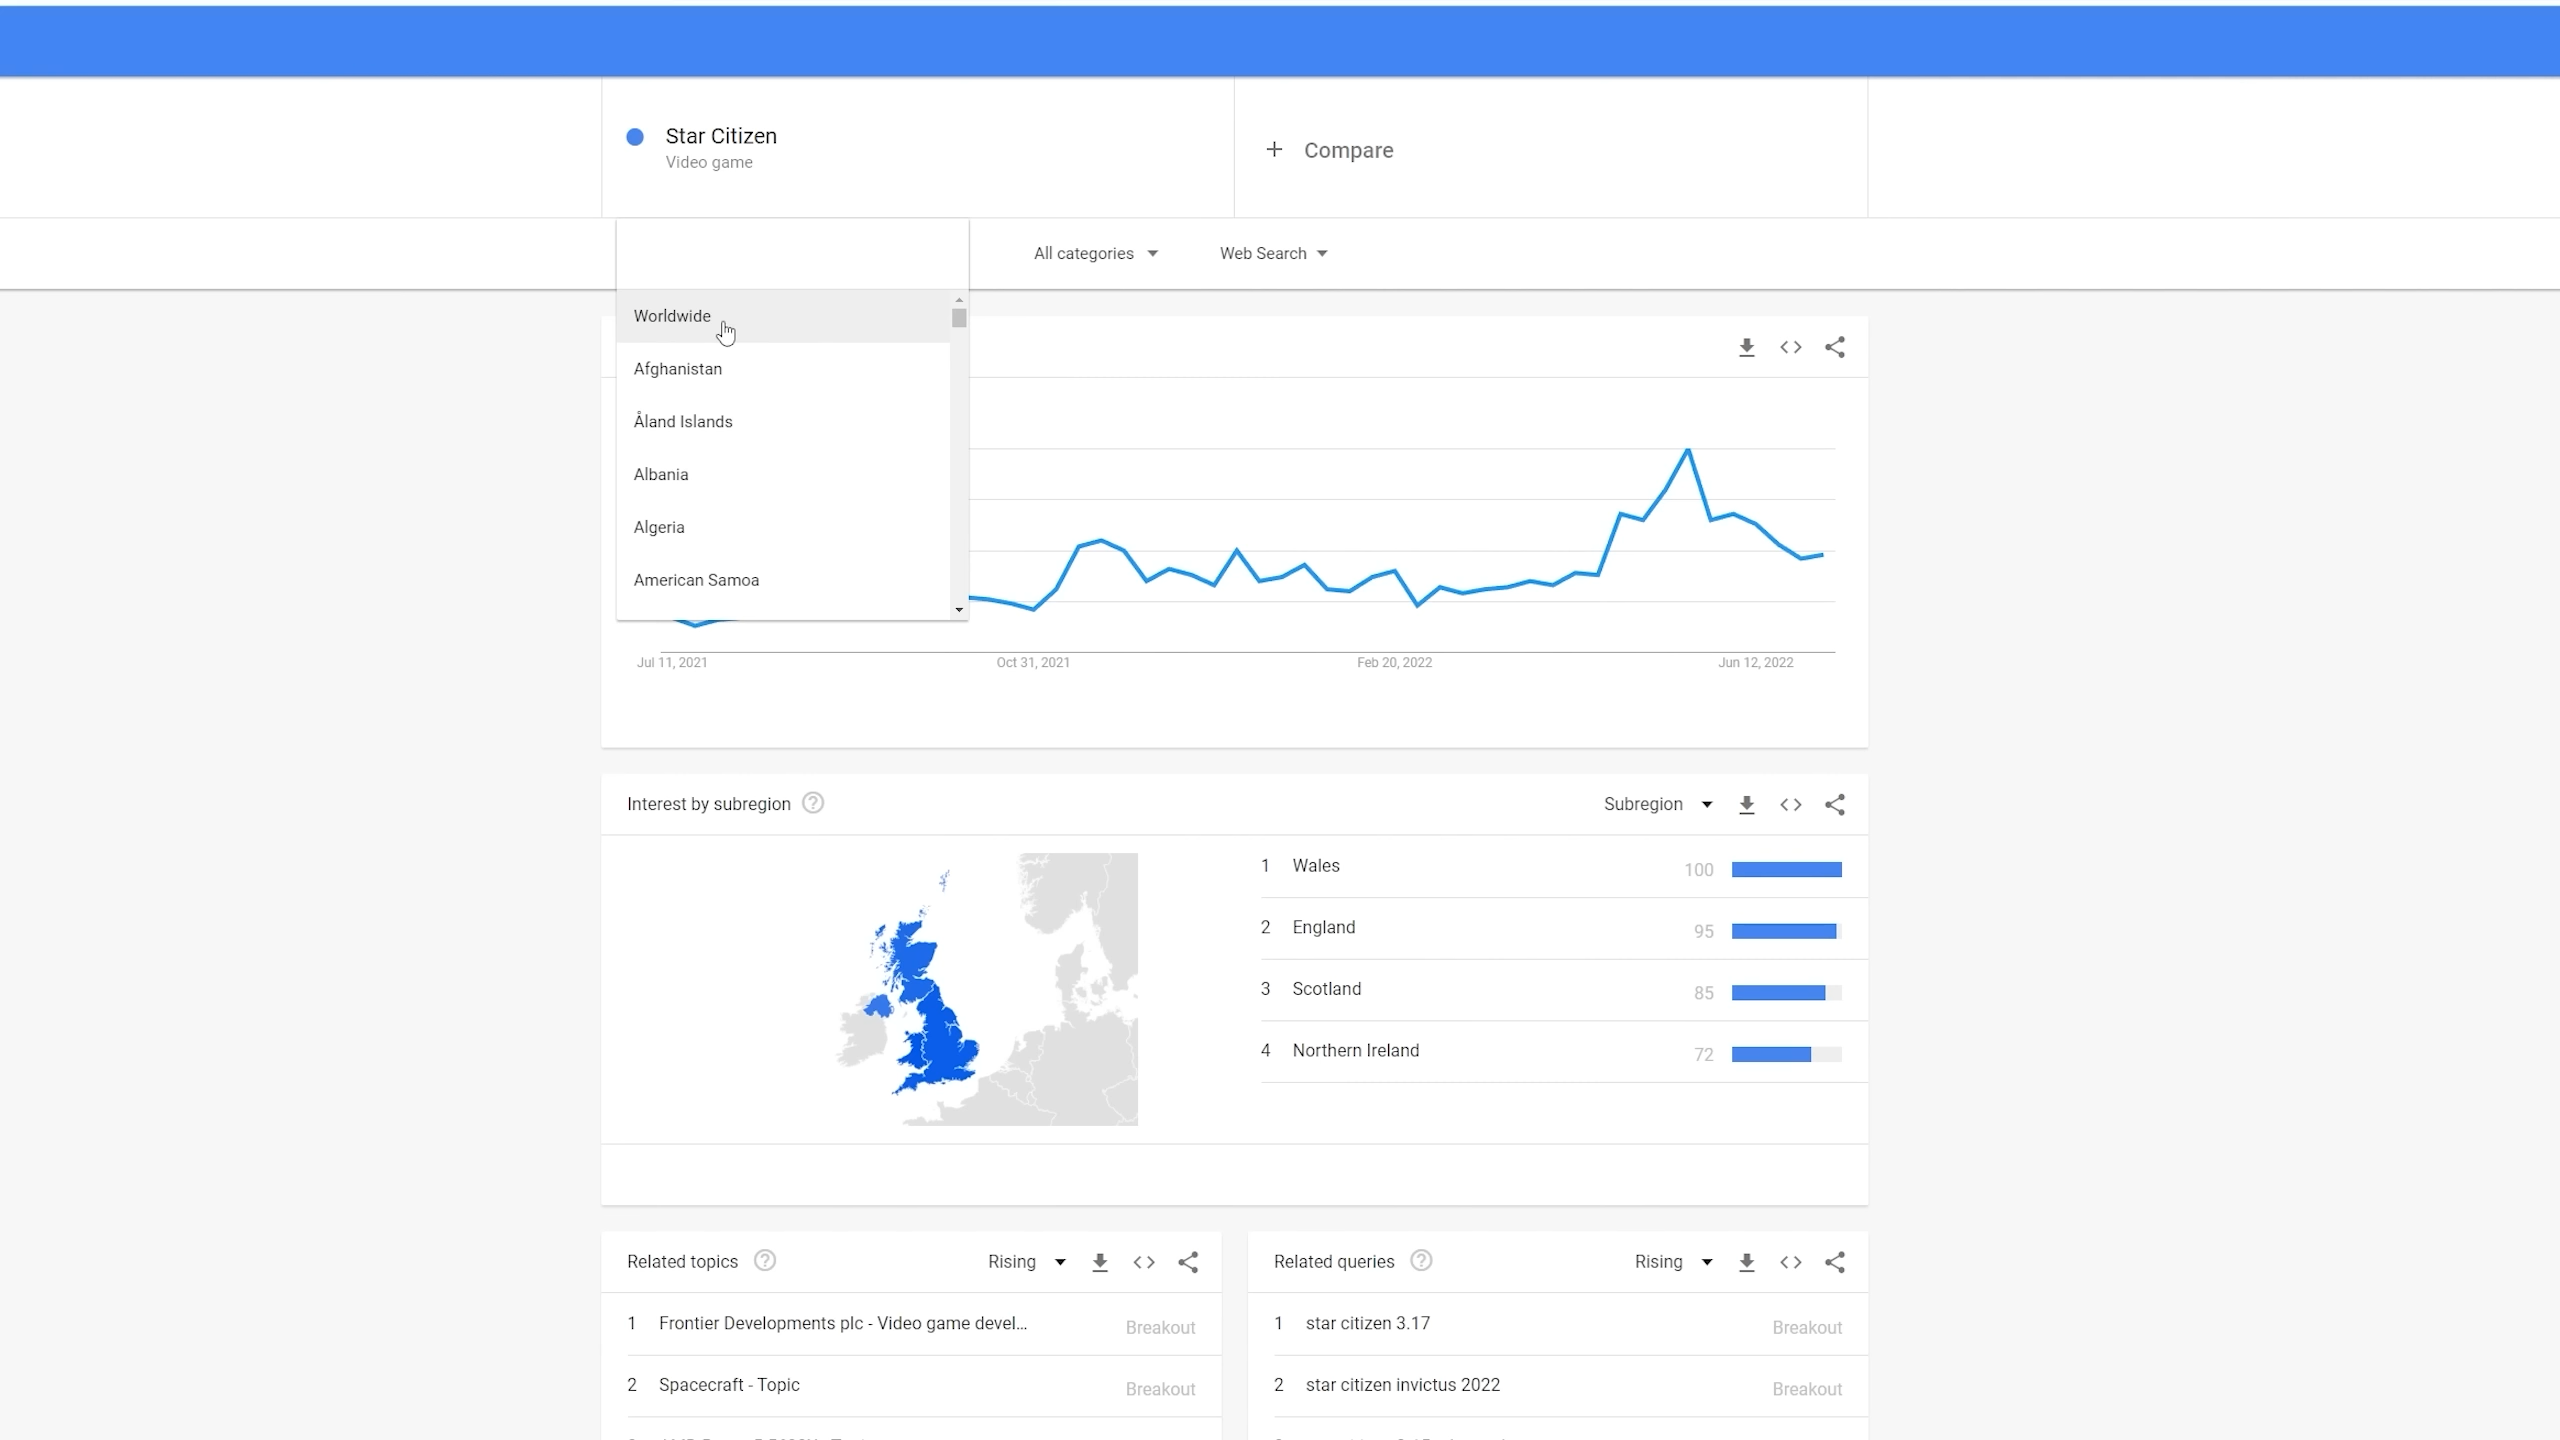 Star Citizen
Video game
+ Compare
All categories
Web Search
Worldwide
Afghanistan
Åland Islands
Albania
Algeria
American Samoa
Jul 11, 2021
Oct 31, 2021
Feb 20, 2022
Jun 12, 2022
Interest by subregion
Subregion
1 Wales 100
2 England 95
3 Scotland 85
4 Northern Ireland 72
Related topics
Rising
1 Frontier Developments plc - Video game devel... Breakout
2 Spacecraft - Topic Breakout
Related queries
Rising
1 star citizen 3.17 Breakout
2 star citizen invictus 2022 Breakout